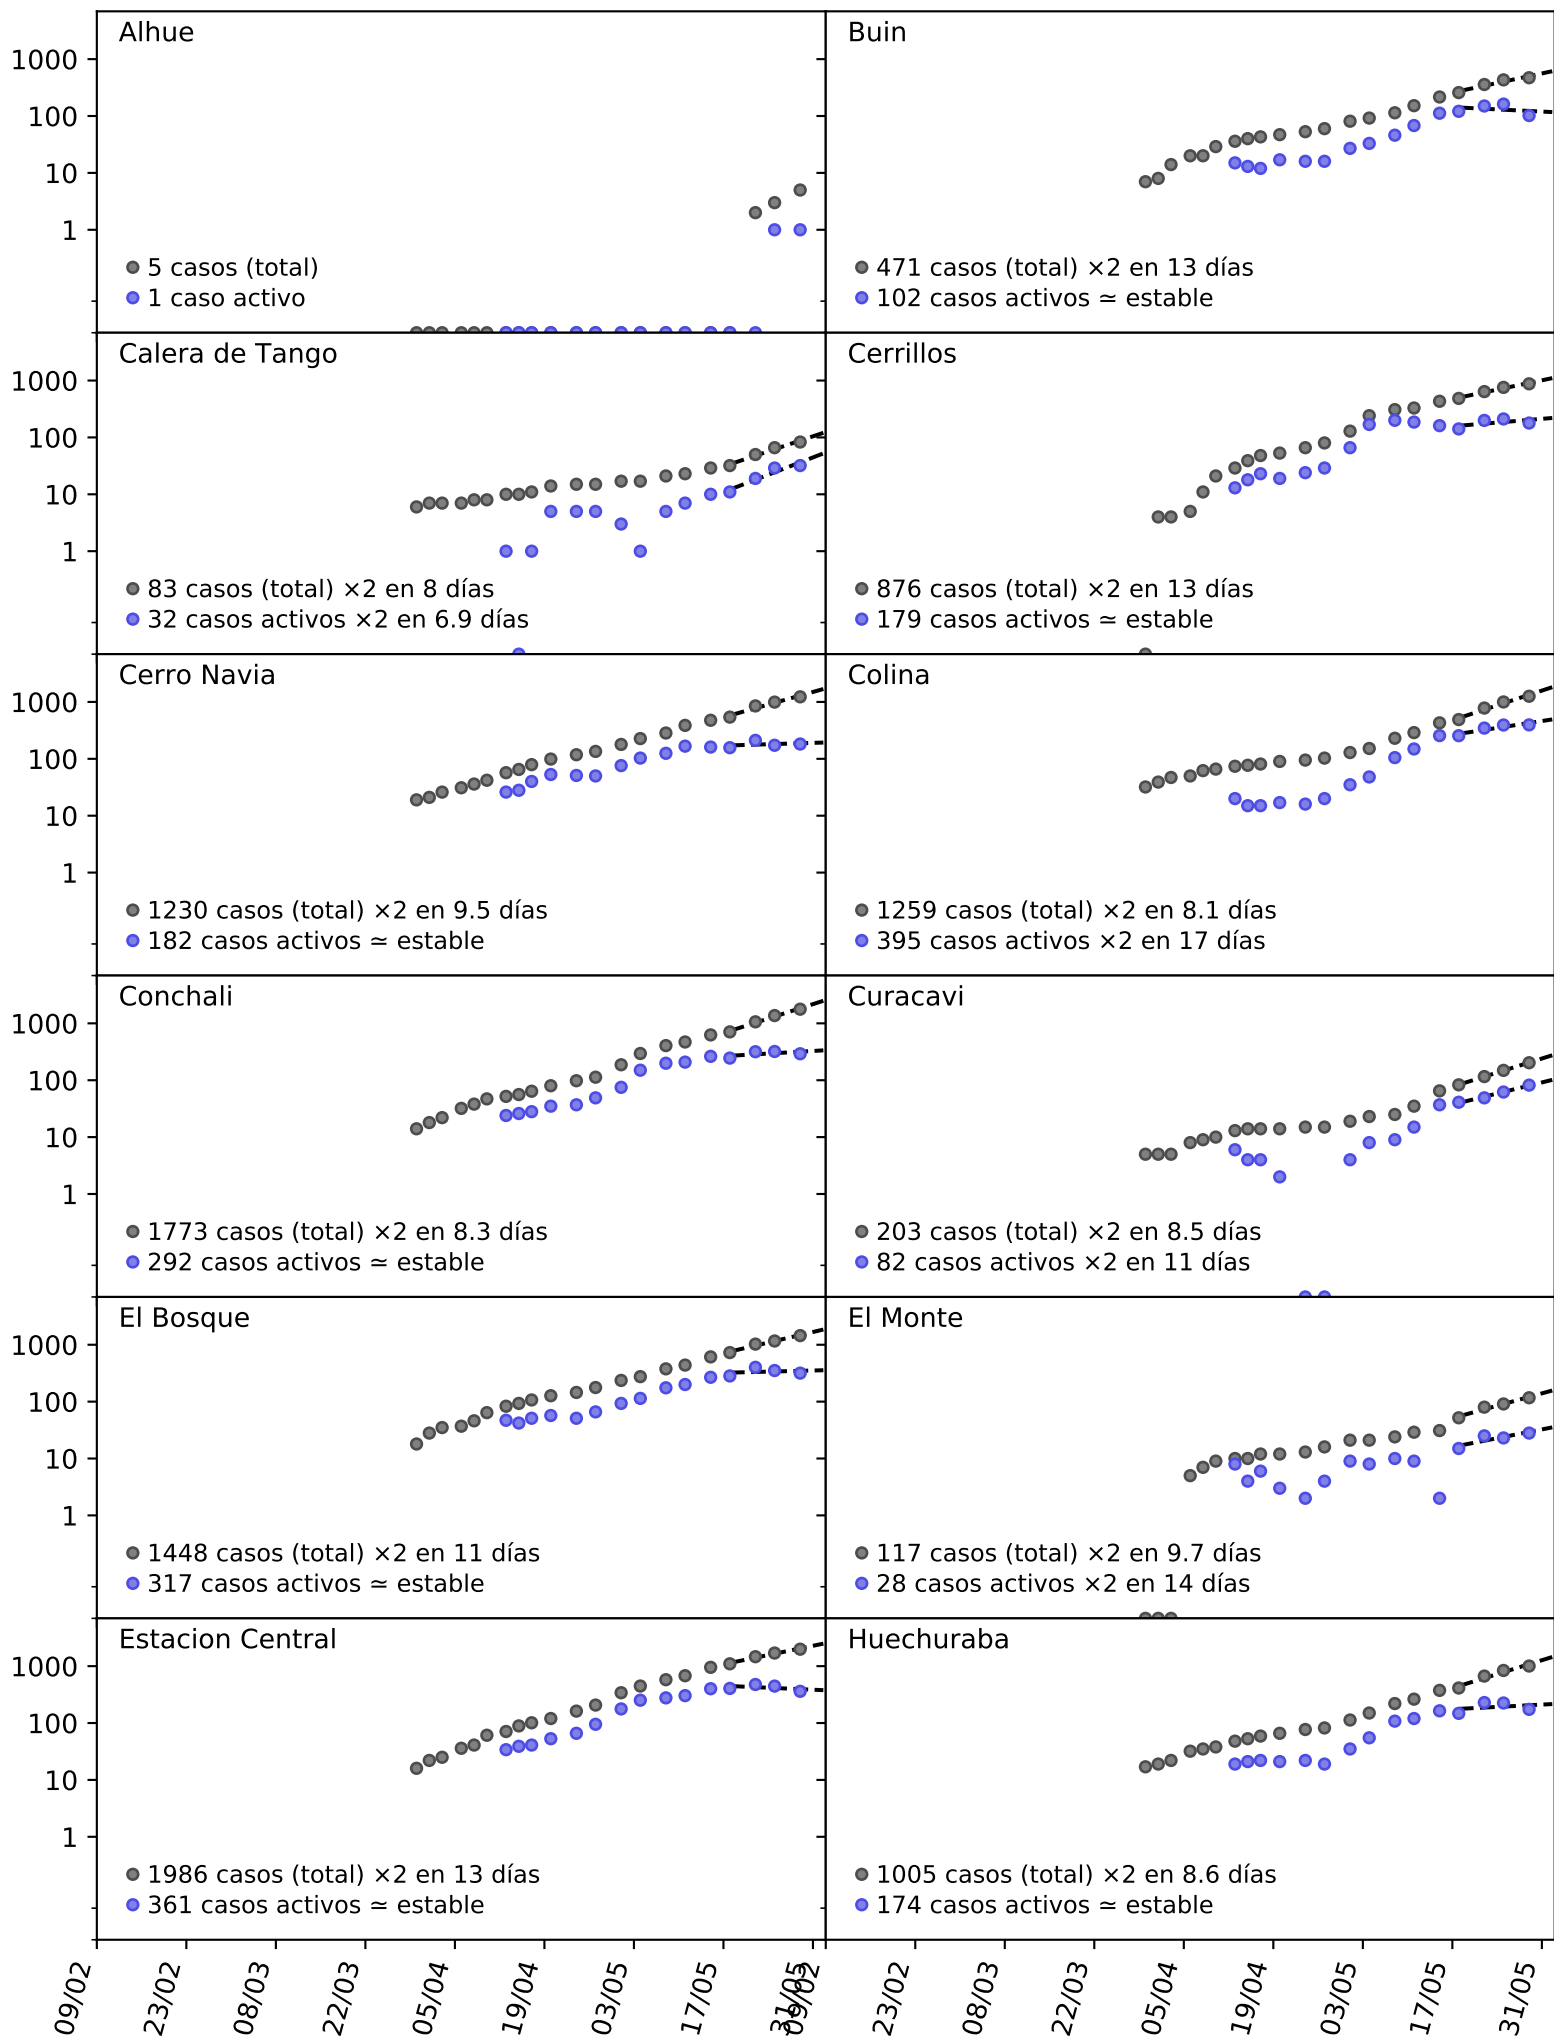 Alhue
1000
100
10
1
5 casos (total)
1 caso activo
Buin
471 casos (total) ×2 en 13 días
102 casos activos ≃ estable
Calera de Tango
1000
100
10
1
83 casos (total) ×2 en 8 días
32 casos activos ×2 en 6.9 días
Cerrillos
876 casos (total) ×2 en 13 días
179 casos activos ≃ estable
Cerro Navia
1000
100
10
1
1230 casos (total) ×2 en 9.5 días
182 casos activos ≃ estable
Colina
1259 casos (total) ×2 en 8.1 días
395 casos activos ×2 en 17 días
Conchali
1000
100
10
1
1773 casos (total) ×2 en 8.3 días
292 casos activos ≃ estable
Curacavi
203 casos (total) ×2 en 8.5 días
82 casos activos ×2 en 11 días
El Bosque
1000
100
10
1
1448 casos (total) ×2 en 11 días
317 casos activos ≃ estable
El Monte
117 casos (total) ×2 en 9.7 días
28 casos activos ×2 en 14 días
Estacion Central
1000
100
10
1
1986 casos (total) ×2 en 13 días
361 casos activos ≃ estable
Huechuraba
1005 casos (total) ×2 en 8.6 días
174 casos activos ≃ estable
09/02
23/02
08/03
22/03
05/04
19/04
03/05
17/05
31/05
09/02
23/02
08/03
22/03
05/04
19/04
03/05
17/05
31/05